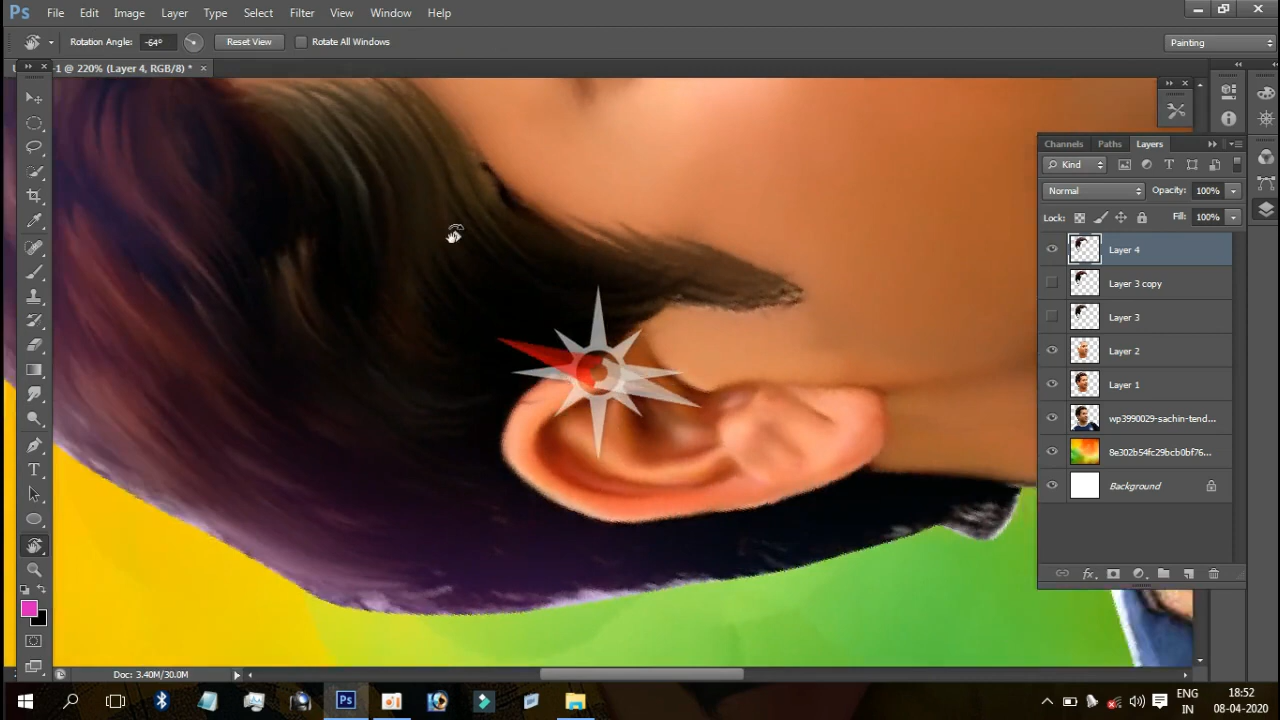 Ps File Edit Image Layer Type Select Filter View Window Help
Rotation Angle: -64° Reset View Rotate All Windows Painting
-1 @ 220% (Layer 4, RGB/8) * ×
Channels Paths Layers
Kind
Normal Opacity: 100%
Lock: Fill: 100%
Layer 4
Layer 3 copy
Layer 3
Layer 2
Layer 1
wp3990029-sachin-tend...
8e302b54fc29bcb0bf76...
Background
fx
Doc: 3.40M/30.0M
Ps
ENG 18:52
IN 08-04-2020